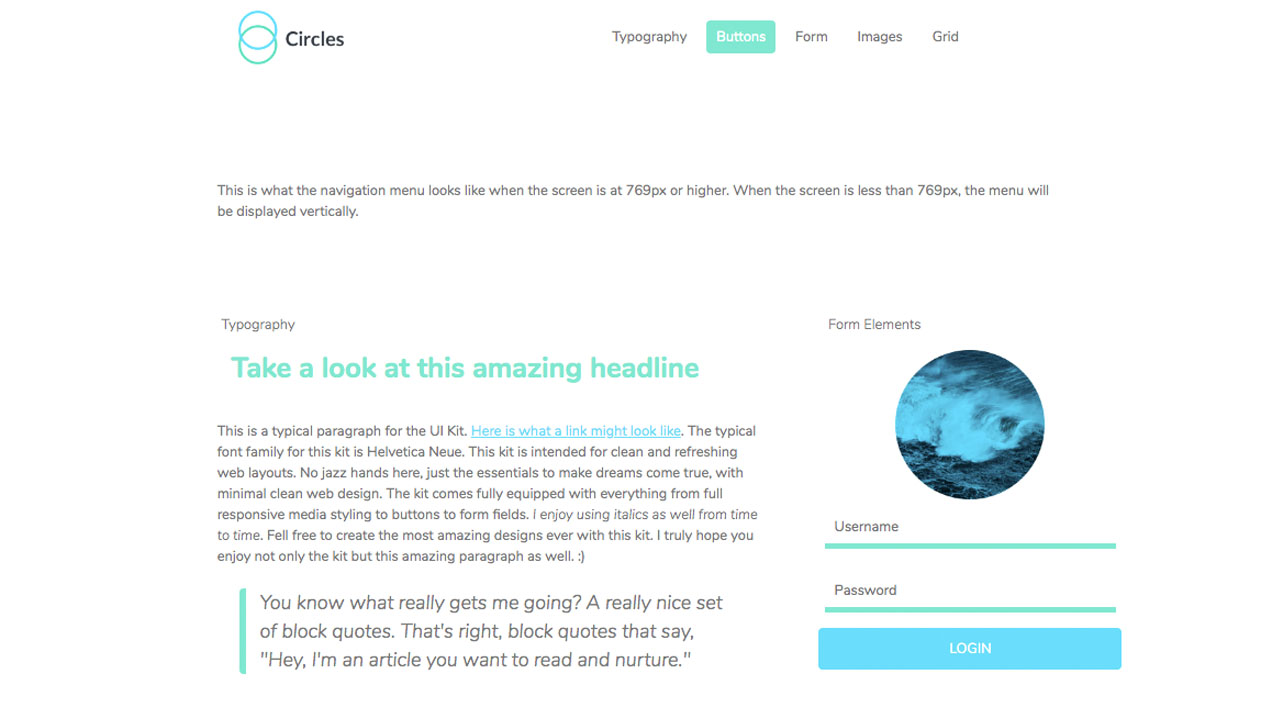 Circles
Typography Buttons Form Images Grid
This is what the navigation menu looks like when the screen is at 769px or higher. When the screen is less than 769px, the menu will
be displayed vertically.
Typography
Take a look at this amazing headline
This is a typical paragraph for the UI Kit. Here is what a link might look like. The typical
font family for this kit is Helvetica Neue. This kit is intended for clean and refreshing
web layouts. No jazz hands here, just the essentials to make dreams come true, with
minimal clean web design. The kit comes fully equipped with everything from full
responsive media styling to buttons to form fields. I enjoy using italics as well from time
to time. Fell free to create the most amazing designs ever with this kit. I truly hope you
enjoy not only the kit but this amazing paragraph as well. :)
You know what really gets me going? A really nice set
of block quotes. That's right, block quotes that say,
"Hey, I'm an article you want to read and nurture."
Form Elements
Username
Password
LOGIN